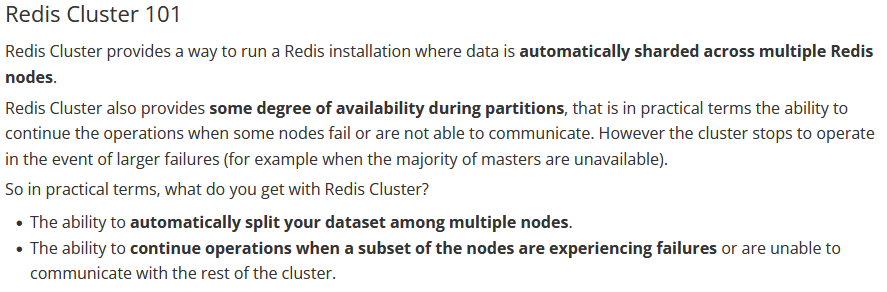 Redis Cluster 101
Redis Cluster provides a way to run a Redis installation where data is automatically sharded across multiple Redis
nodes.
Redis Cluster also provides some degree of availability during partitions, that is in practical terms the ability to
continue the operations when some nodes fail or are not able to communicate. However the cluster stops to operate
in the event of larger failures (for example when the majority of masters are unavailable).
So in practical terms, what do you get with Redis Cluster?
• The ability to automatically split your dataset among multiple nodes.
• The ability to continue operations when a subset of the nodes are experiencing failures or are unable to
communicate with the rest of the cluster.